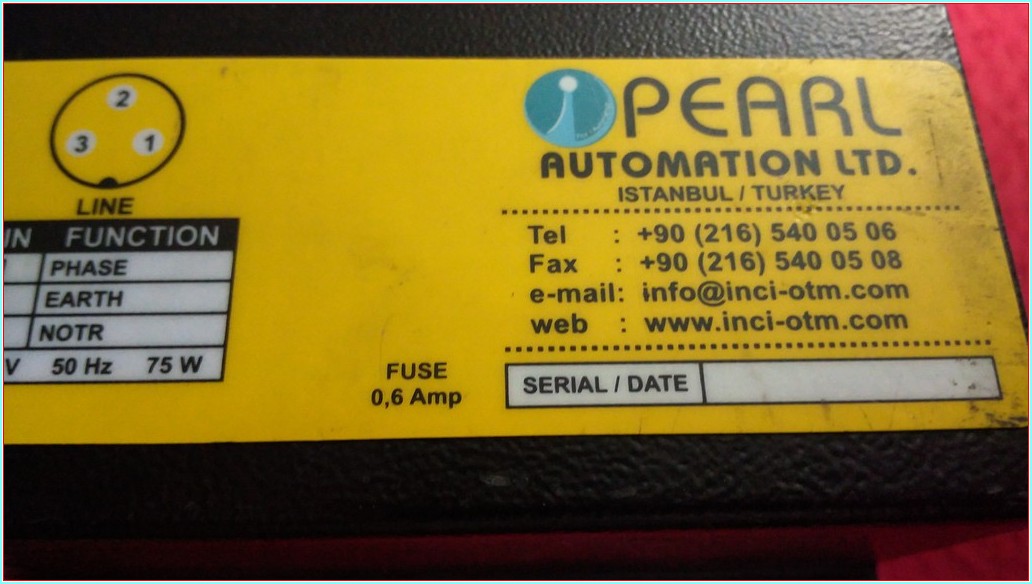 2
3 1
LINE
IN FUNCTION
PHASE
EARTH
NOTR
V 50 Hz 75 W
FUSE
0,6 Amp
PEARL
AUTOMATION LTD.
ISTANBUL / TURKEY
Tel : +90 (216) 540 05 06
Fax : +90 (216) 540 05 08
e-mail: info@inci-otm.com
web : www.inci-otm.com
SERIAL / DATE